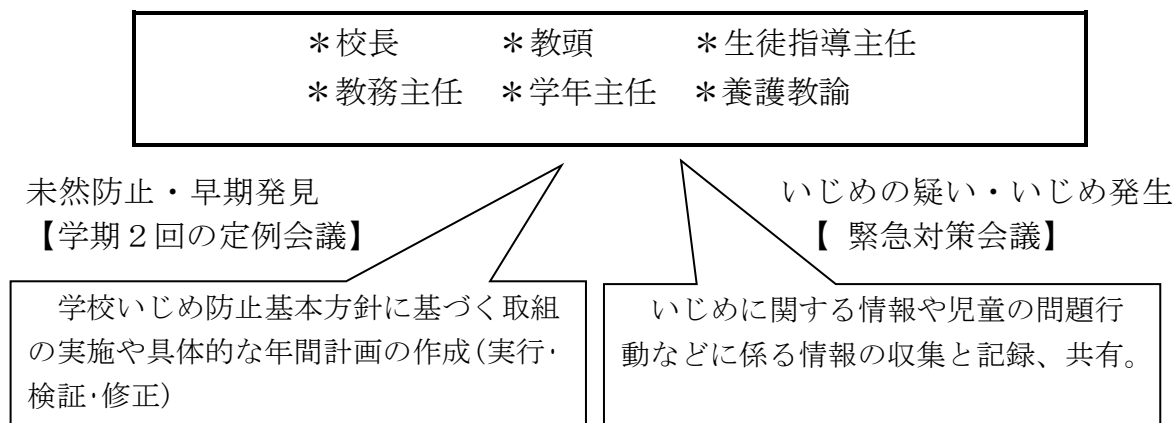 ＊校長　＊教頭　＊生徒指導主任
＊教務主任　＊学年主任　＊養護教諭
未然防止・早期発見
【学期２回の定例会議】
いじめの疑い・いじめ発生
【 緊急対策会議】
学校いじめ防止基本方針に基づく取組
の実施や具体的な年間計画の作成(実行･
検証･修正)
いじめに関する情報や児童の問題行
動などに係る情報の収集と記録、共有。